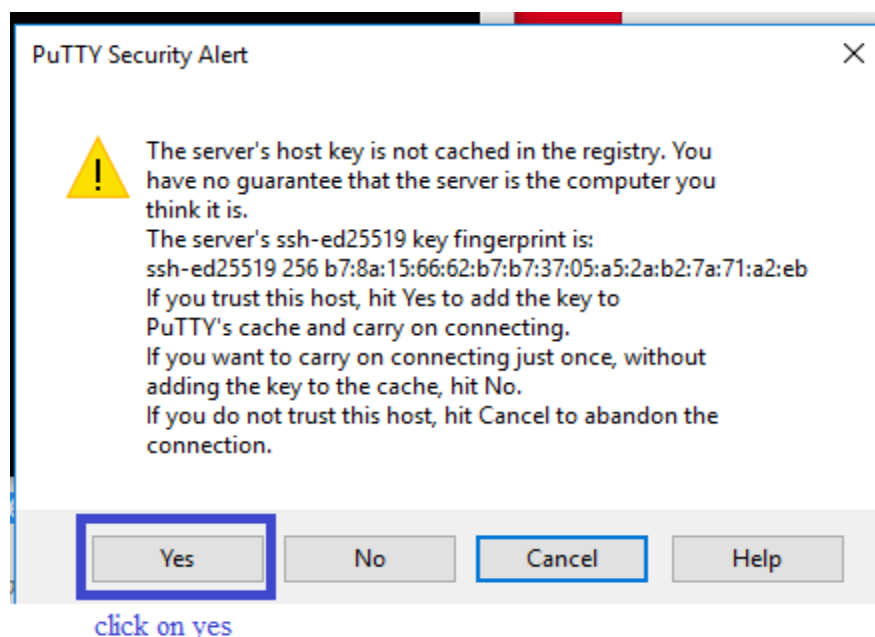 PuTTY Security Alert
The server's host key is not cached in the registry. You
have no guarantee that the server is the computer you
think it is.
The server's ssh-ed25519 key fingerprint is:
ssh-ed25519 256 b7:8a:15:66:62:b7:b7:37:05:a5:2a:b2:7a:71:a2:eb
If you trust this host, hit Yes to add the key to
PuTTY's cache and carry on connecting.
If you want to carry on connecting just once, without
adding the key to the cache, hit No.
If you do not trust this host, hit Cancel to abandon the
connection.
Yes No Cancel Help
click on yes